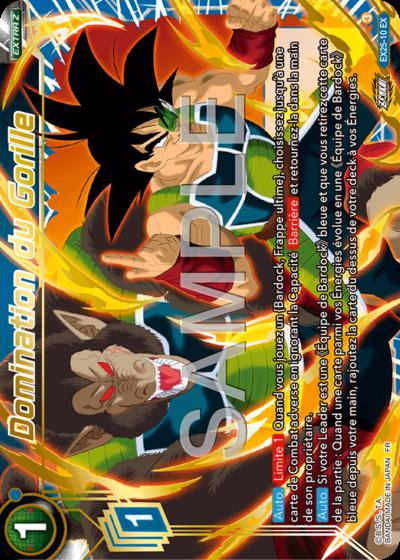 EXTRA Z
Domination du Gorille
1
1
SAMPLE
3
EX25-10 EX
Auto. Limite 1 Quand vous jouez un {Bardock, Frappe ultime}, choisissez jusqu'à une
carte de Combat adverse en ignorant la Capacité Barrière et retournez-la dans la main
de son propriétaire.
Auto. Si votre Leader est une «Équipe de Bardock» bleue et que vous retirez cette carte
de la partie : Quand une carte parmi vos Énergies évolue en une «Équipe de Bardock»
bleue depuis votre main, rajoutez la carte du dessus de votre deck à vos Énergies.
©B.S./S.,T.A.
BANDAI MADE IN JAPAN FR